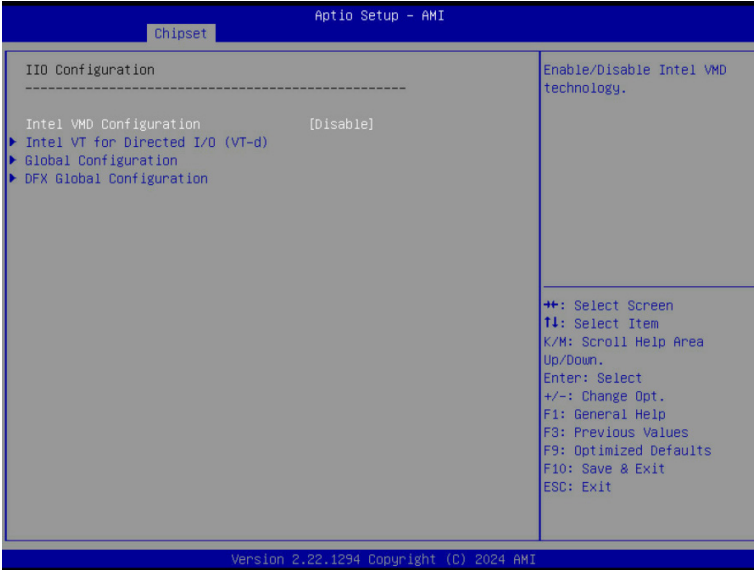 Aptio Setup - AMI
Chipset
IIO Configuration
--------------------------------------------------
Intel VMD Configuration [Disable]
Intel VT for Directed I/O (VT-d)
Global Configuration
DFX Global Configuration
Enable/Disable Intel VMD
technology.
→←: Select Screen
↑↓: Select Item
K/M: Scroll Help Area
Up/Down.
Enter: Select
+/-: Change Opt.
F1: General Help
F3: Previous Values
F9: Optimized Defaults
F10: Save & Exit
ESC: Exit
Version 2.22.1294 Copyright (C) 2024 AMI